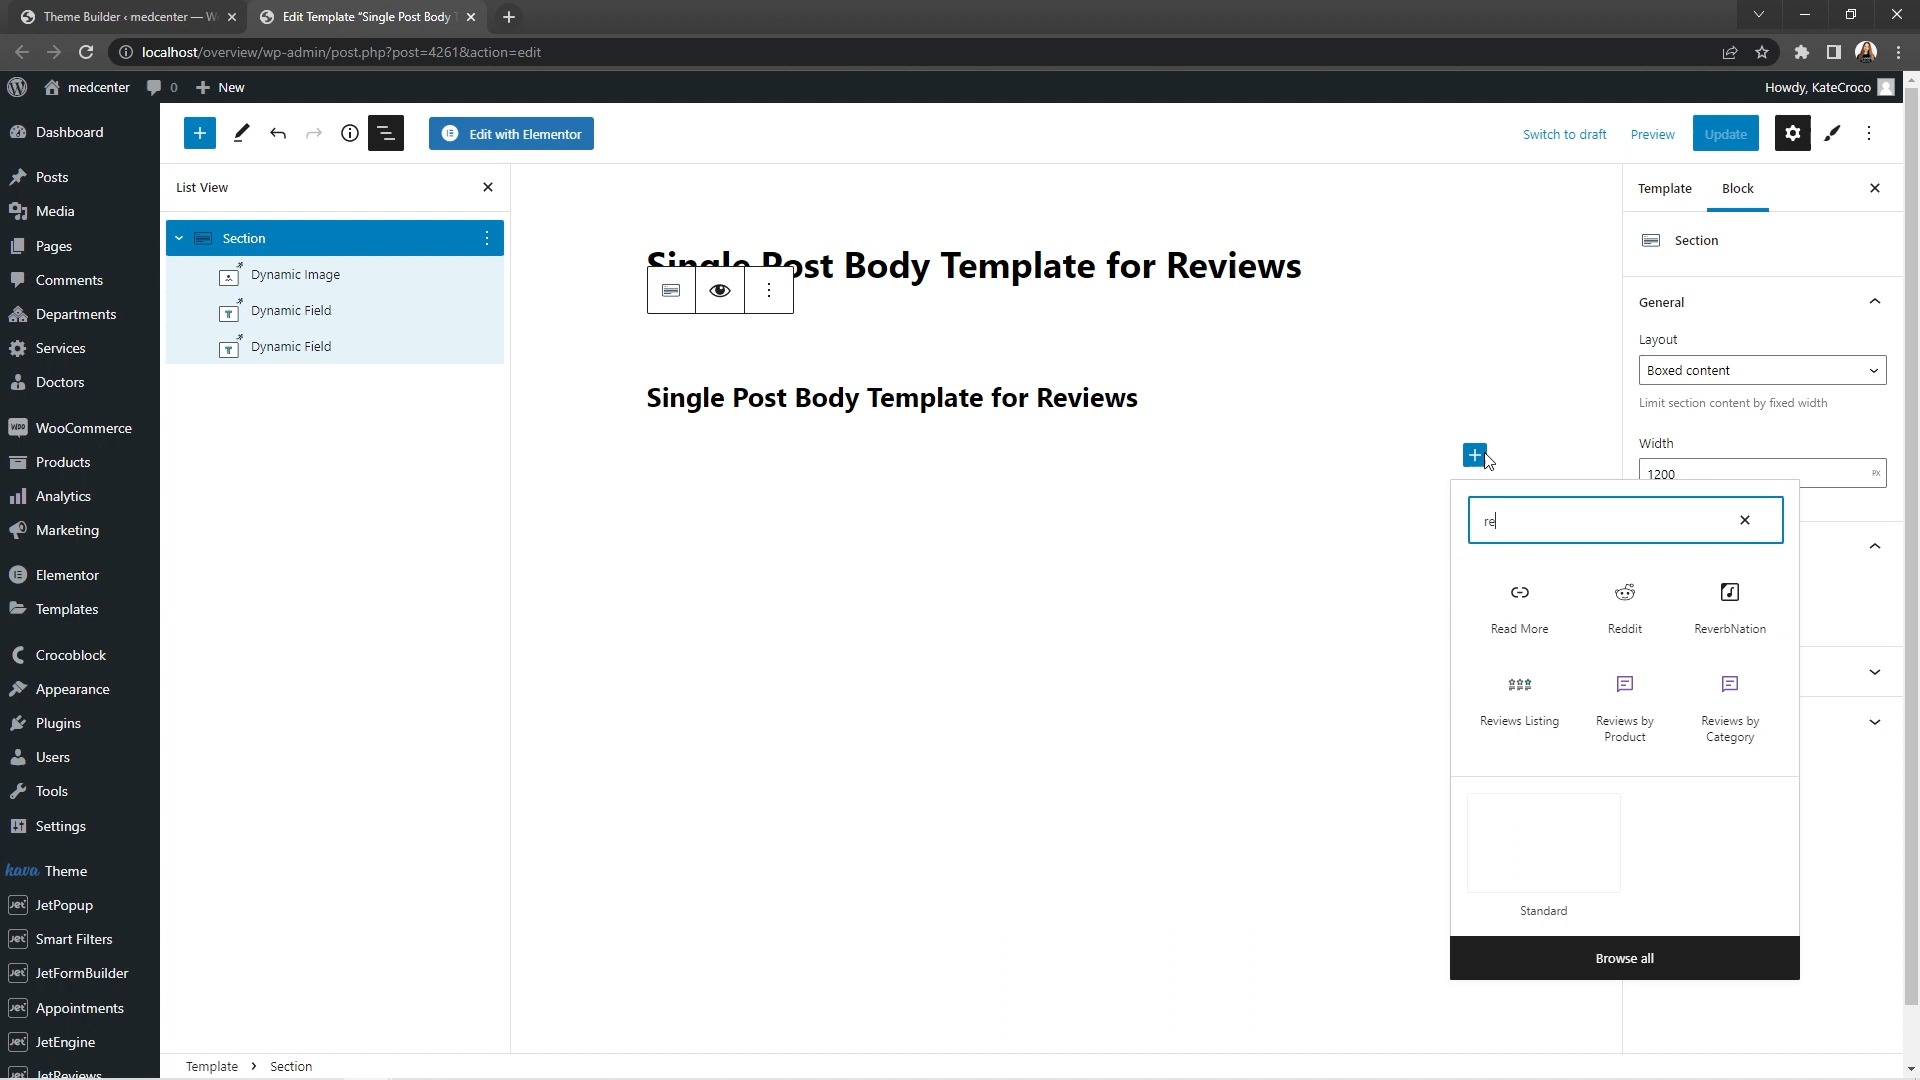 Theme Builder ‹ medcenter — W
Edit Template "Single Post Body T
localhost/overview/wp-admin/post.php?post=4261&action=edit
medcenter
0
New
Howdy, KateCroco
Dashboard
Posts
Media
Pages
Comments
Departments
Services
Doctors
WooCommerce
Products
Analytics
Marketing
Elementor
Templates
Crocoblock
Appearance
Plugins
Users
Tools
Settings
kava Theme
JetPopup
Smart Filters
JetFormBuilder
Appointments
JetEngine
JetReviews
Edit with Elementor
Switch to draft
Preview
Update
List View
Section
Dynamic Image
Dynamic Field
Dynamic Field
Single Post Body Template for Reviews
Single Post Body Template for Reviews
Template
Block
Section
General
Layout
Boxed content
Limit section content by fixed width
Width
1200
PX
re
Read More
Reddit
ReverbNation
Reviews Listing
Reviews by
Product
Reviews by
Category
Standard
Browse all
Template
Section